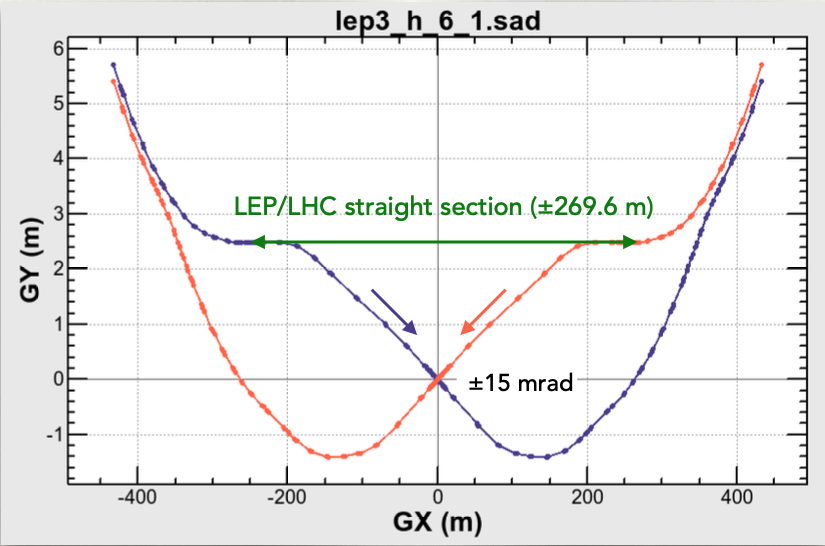 lep3_h_6_1.sad
6
5
4
3
2
1
0
-1
GY (m)
LEP/LHC straight section (±269.6 m)
±15 mrad
-400 -200 0 200 400
GX (m)